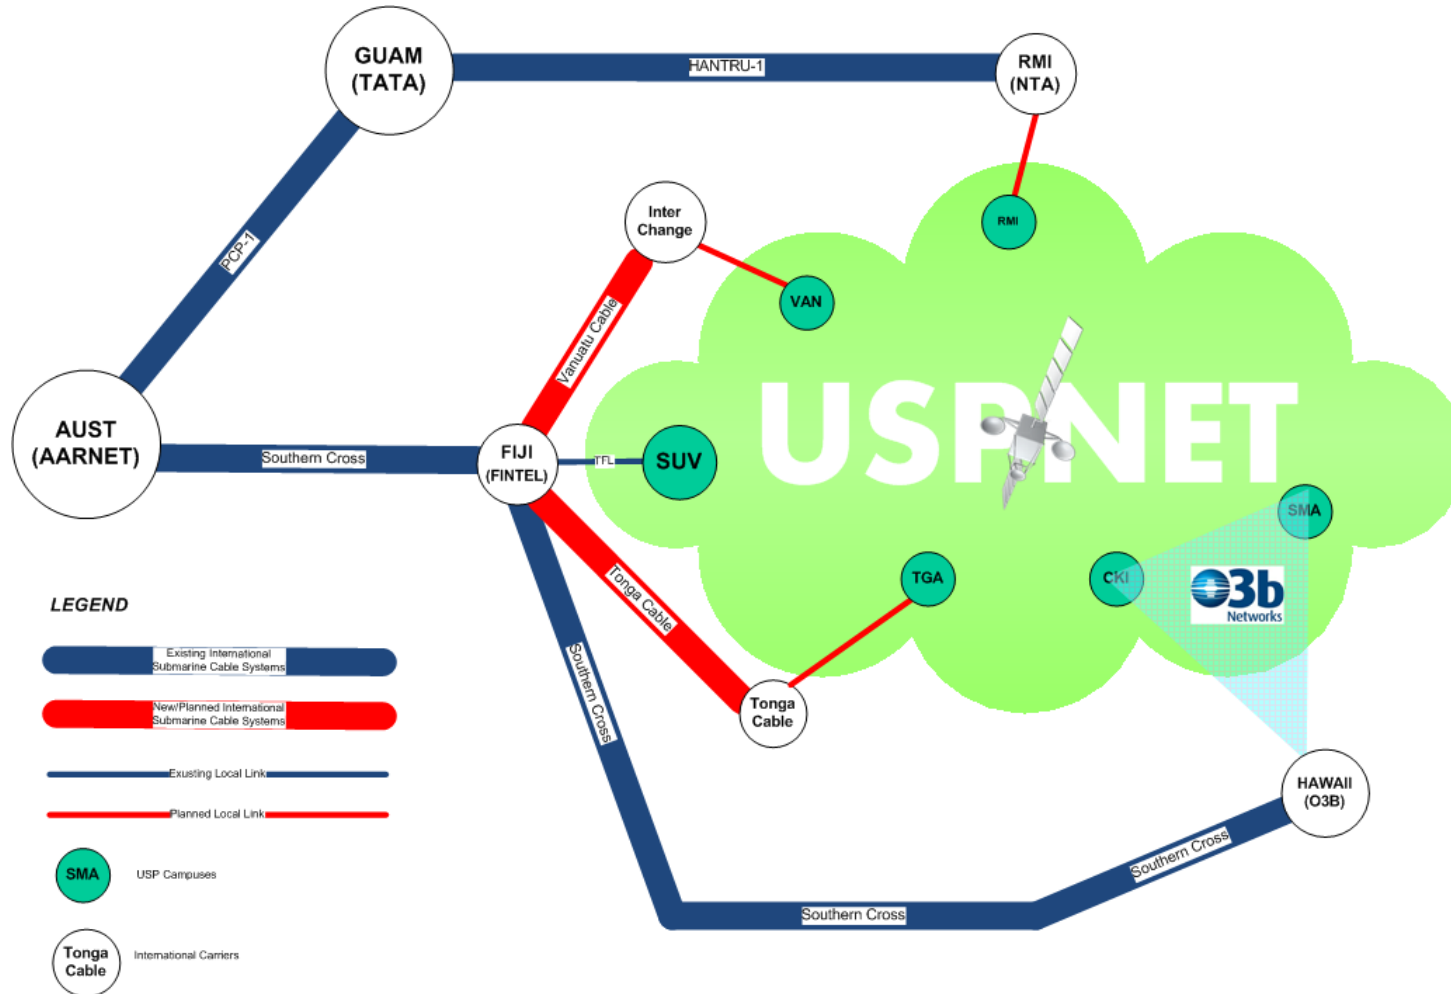 GUAM
(TATA)
HANTRU-1
RMI
(NTA)
PCP-1
Inter
Change
RMI
VAN
Vanuatu Cable
USPNET
AUST
(AARNET)
Southern Cross
FIJI
(FINTEL)
TFL
SUV
SMA
TGA
CKI
O3b
Networks
Tonga Cable
Southern Cross
Tonga
Cable
HAWAII
(O3B)
Southern Cross
Southern Cross
LEGEND
Existing International
Submarine Cable Systems
New/Planned International
Submarine Cable Systems
Exusting Local Link
Planned Local Link
SMA
USP Campuses
Tonga
Cable
International Carriers